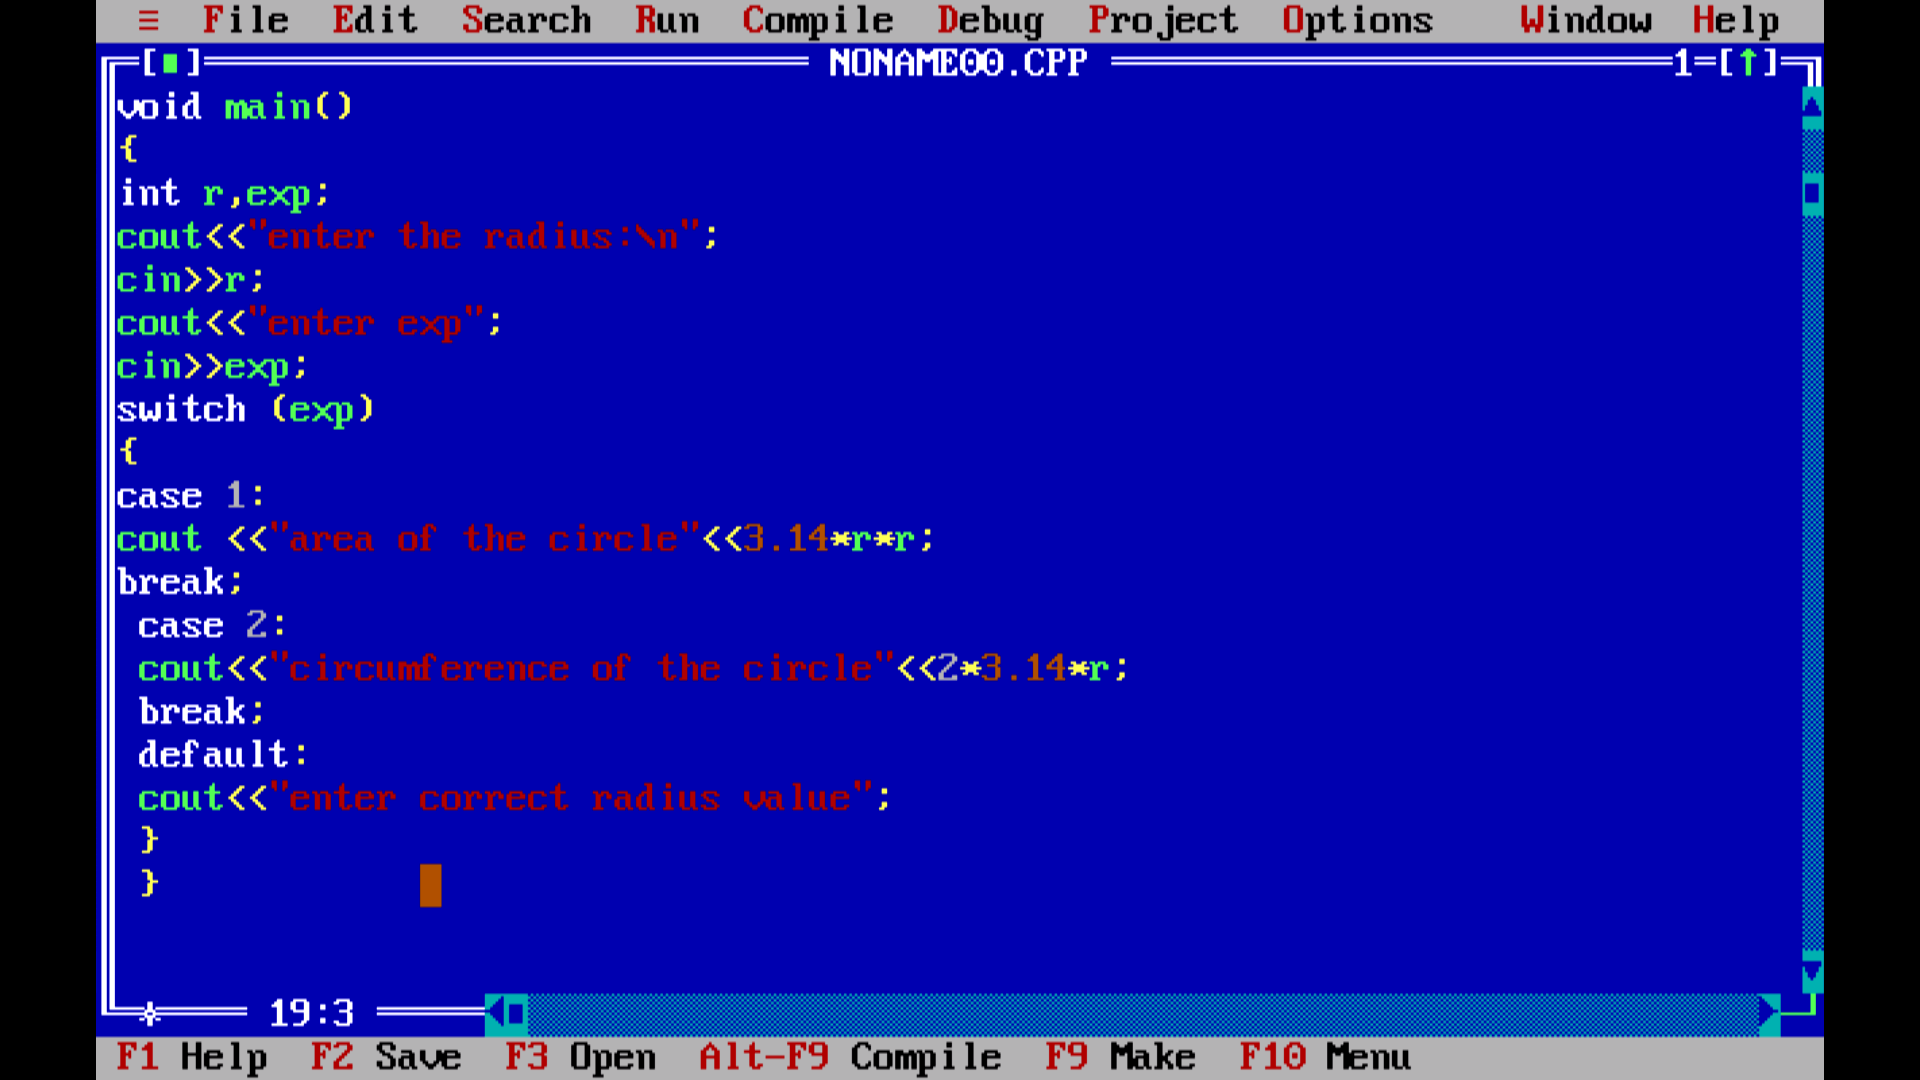 ≡ File Edit Search Run Compile Debug Project Options Window Help
[■] NONAME00.CPP 1=[↑]
void main()
{
int r,exp;
cout<<"enter the radius:\n";
cin>>r;
cout<<"enter exp";
cin>>exp;
switch (exp)
{
case 1:
cout <<"area of the circle"<<3.14*r*r;
break;
case 2:
cout<<"circumference of the circle"<<2*3.14*r;
break;
default:
cout<<"enter correct radius value";
}
}
19:3
F1 Help F2 Save F3 Open Alt-F9 Compile F9 Make F10 Menu